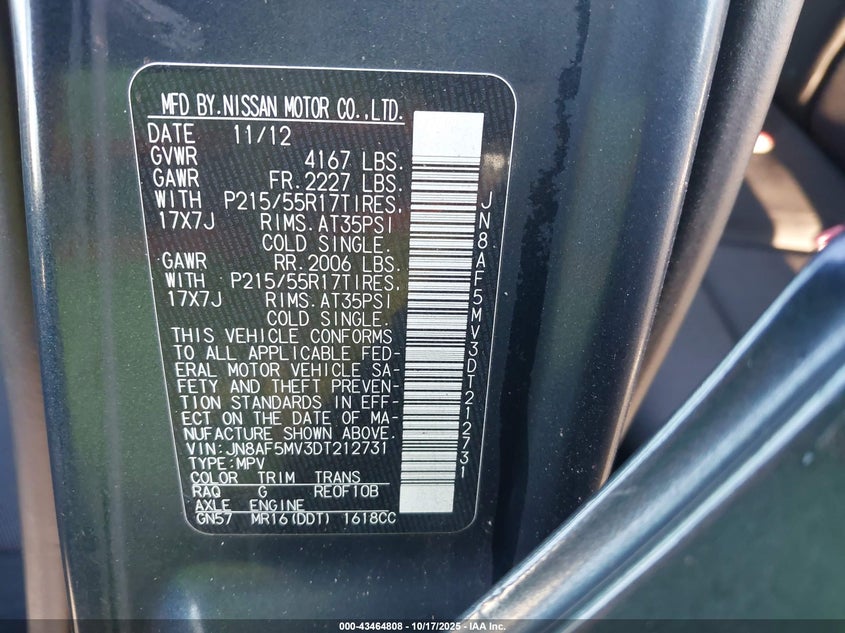 MFD BY.NISSAN MOTOR CO.,LTD.
DATE 11/12
GVWR 4167 LBS.
GAWR FR.2227 LBS.
WITH P215/55R17TIRES,
17X7J RIMS.AT35PSI
COLD SINGLE.
GAWR RR.2006 LBS.
WITH P215/55R17TIRES,
17X7J RIMS.AT35PSI
COLD SINGLE.
THIS VEHICLE CONFORMS
TO ALL APPLICABLE FED-
ERAL MOTOR VEHICLE SA-
FETY AND THEFT PREVEN-
TION STANDARDS IN EFF-
ECT ON THE DATE OF MA-
NUFACTURE SHOWN ABOVE.
VIN:JN8AF5MV3DT212731
TYPE:MPV
COLOR TRIM TRANS
RAQ G RE0F10B
AXLE ENGINE
GN57 MR16(DDT) 1618CC
JN8AF5MV3DT212731
000-43464808 | 10/17/2025 - IAA Inc.